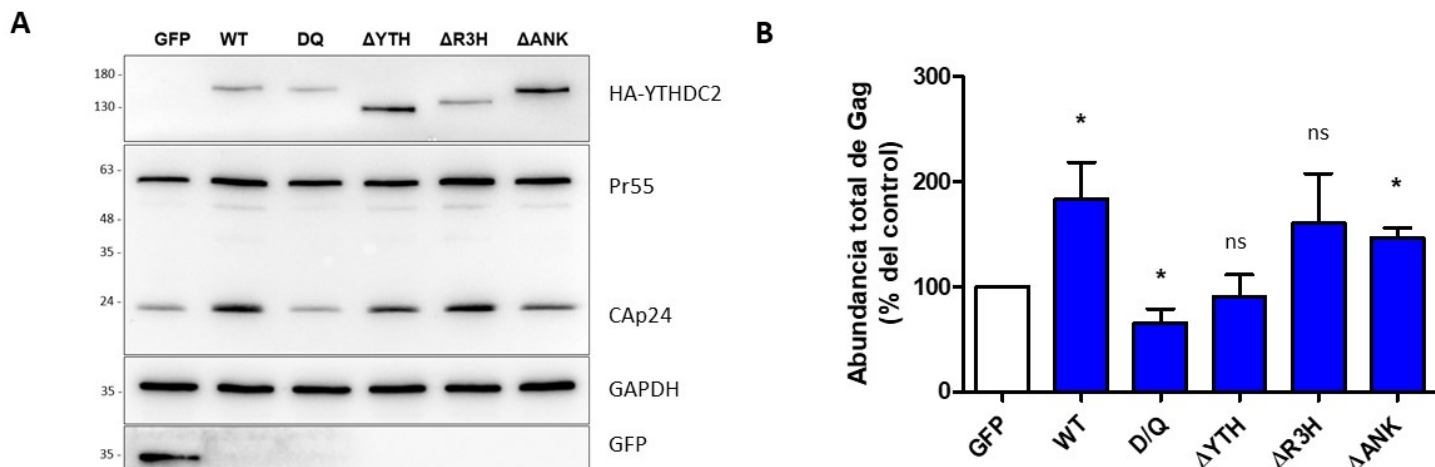 A
GFP WT DQ ΔYTH ΔR3H ΔANK
180 -
130 -
HA-YTHDC2
63 -
Pr55
48 -
35 -
24 -
CAp24
35 -
GAPDH
35 -
GFP
B
Abundancia total de Gag
(% del control)
300
200
100
0
*
*
ns
ns
*
GFP WT D/Q ΔYTH ΔR3H ΔANK